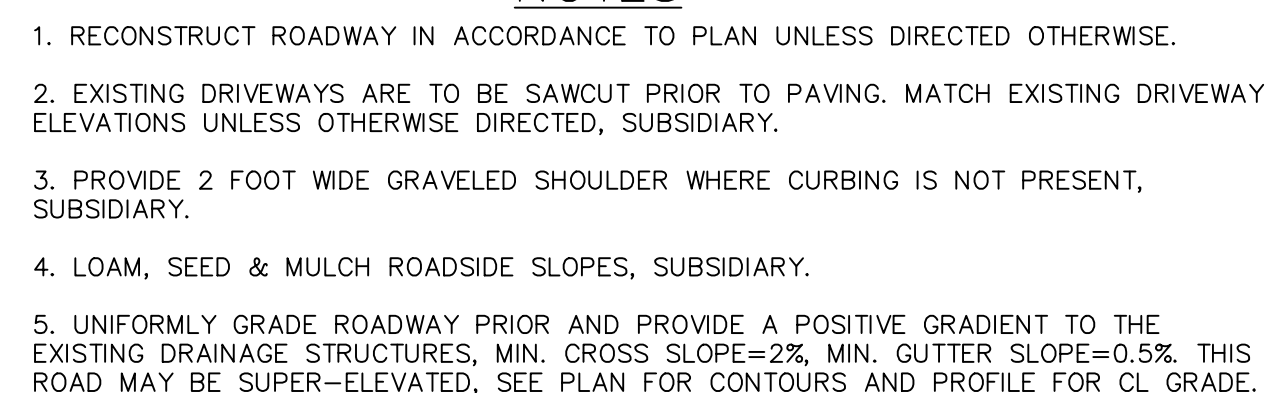 NOTES
1. RECONSTRUCT ROADWAY IN ACCORDANCE TO PLAN UNLESS DIRECTED OTHERWISE.
2. EXISTING DRIVEWAYS ARE TO BE SAWCUT PRIOR TO PAVING. MATCH EXISTING DRIVEWAY
ELEVATIONS UNLESS OTHERWISE DIRECTED, SUBSIDIARY.
3. PROVIDE 2 FOOT WIDE GRAVELED SHOULDER WHERE CURBING IS NOT PRESENT,
SUBSIDIARY.
4. LOAM, SEED & MULCH ROADSIDE SLOPES, SUBSIDIARY.
5. UNIFORMLY GRADE ROADWAY PRIOR AND PROVIDE A POSITIVE GRADIENT TO THE
EXISTING DRAINAGE STRUCTURES, MIN. CROSS SLOPE=2%, MIN. GUTTER SLOPE=0.5%. THIS
ROAD MAY BE SUPER-ELEVATED, SEE PLAN FOR CONTOURS AND PROFILE FOR CL GRADE.